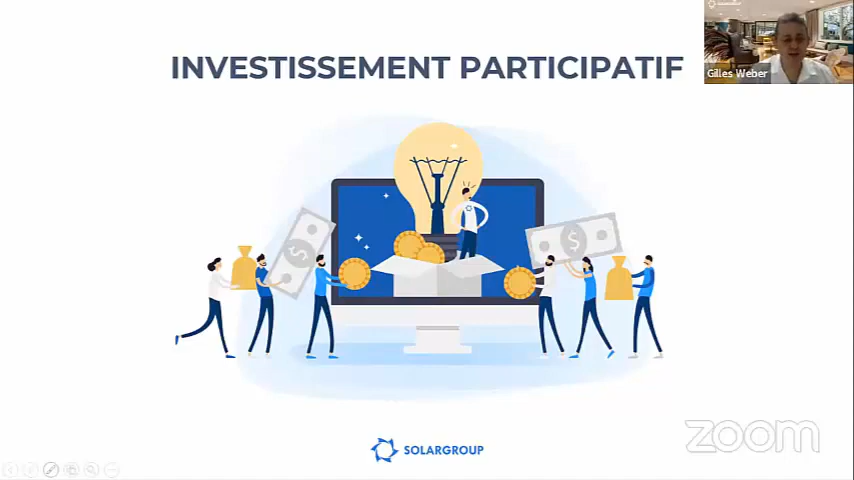 INVESTISSEMENT PARTICIPATIF
Gilles Weber
SOLARGROUP
zoom